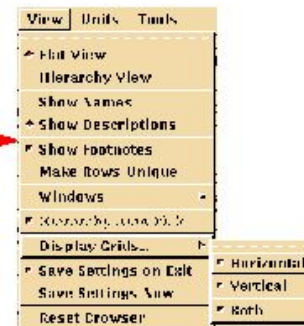 View Units Tools
Flat View
Hierarchy View
Show Names
Show Descriptions
Show Footnotes
Make Rows Unique
Windows
Display Grids...
Horizontal
Save Settings on Exit
Vertical
Save Settings Now
Both
Reset Browser